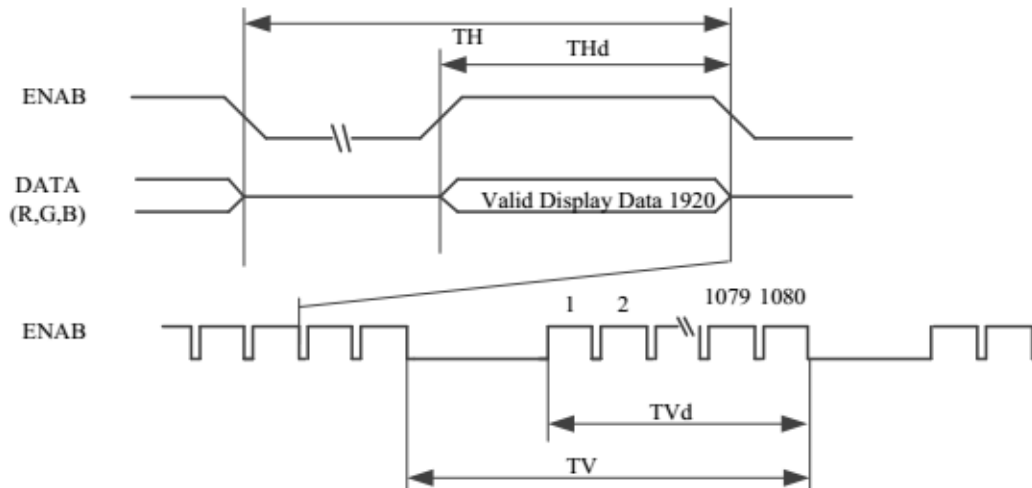 TH
THd
ENAB
DATA
(R,G,B)
Valid Display Data 1920
1 2 1079 1080
ENAB
TVd
TV